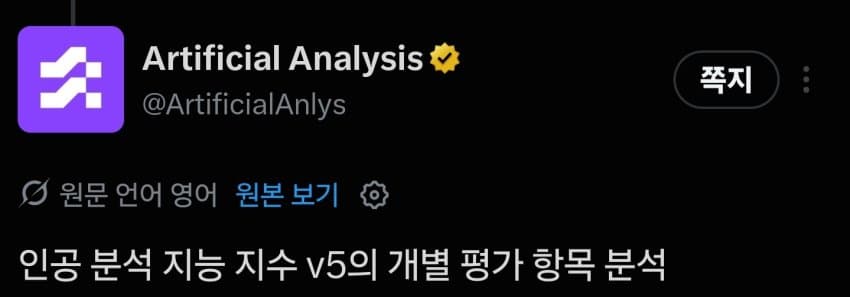 Artificial Analysis
@ArtificialAnlys
쪽지
원문 언어 영어 원본 보기
인공 분석 지능 지수 v5의 개별 평가 항목 분석